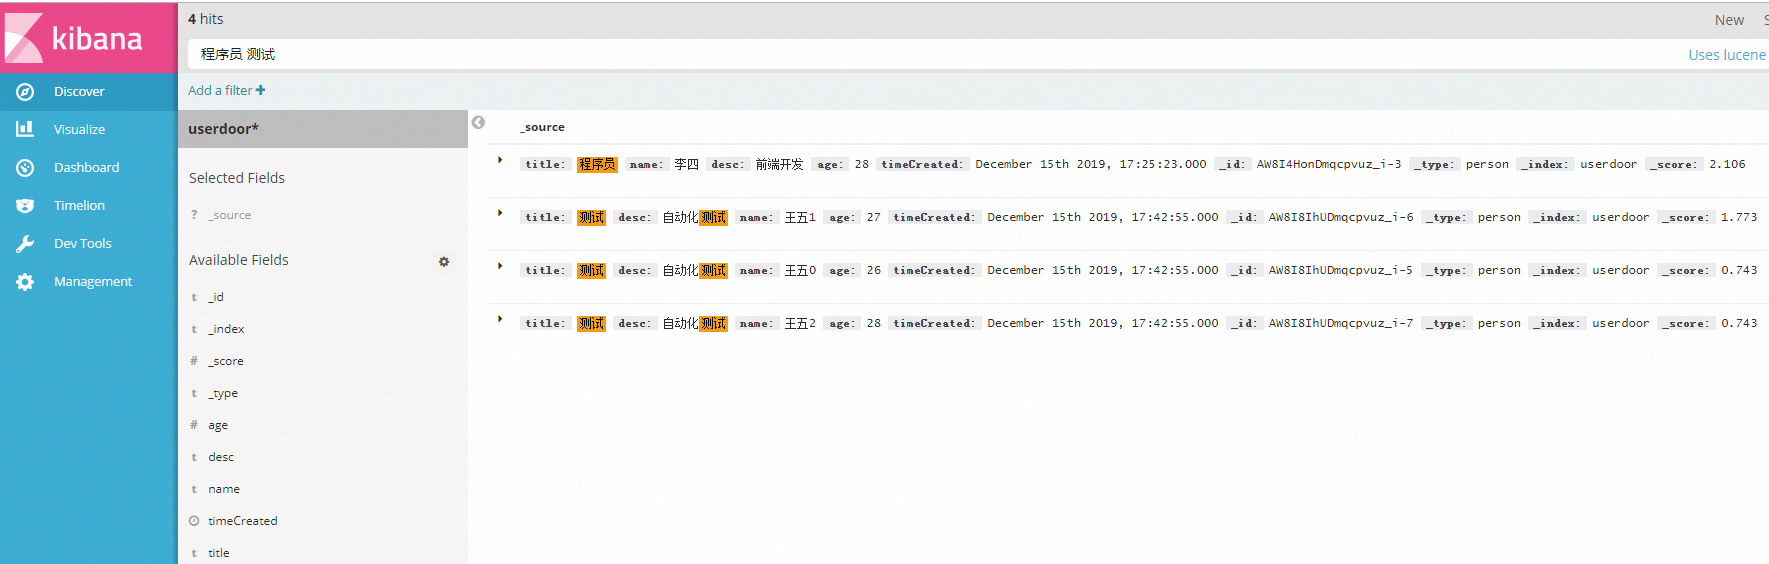 kibana
Discover
Visualize
Dashboard
Timelion
Dev Tools
Management
4 hits
New
程序员 测试
Uses lucene
Add a filter
userdoor*
Selected Fields
? _source
Available Fields
t _id
t _index
# _score
t _type
# age
t desc
t name
timeCreated
t title
_source
title: 程序员 name: 李四 desc: 前端开发 age: 28 timeCreated: December 15th 2019, 17:25:23.000 _id: AW8I4HonDmqcpvuz_i-3 _type: person _index: userdoor _score: 2.106
title: 测试 desc: 自动化测试 name: 王五1 age: 27 timeCreated: December 15th 2019, 17:42:55.000 _id: AW8I8IhUDmqcpvuz_i-6 _type: person _index: userdoor _score: 1.773
title: 测试 desc: 自动化测试 name: 王五0 age: 26 timeCreated: December 15th 2019, 17:42:55.000 _id: AW8I8IhUDmqcpvuz_i-5 _type: person _index: userdoor _score: 0.743
title: 测试 desc: 自动化测试 name: 王五2 age: 28 timeCreated: December 15th 2019, 17:42:55.000 _id: AW8I8IhUDmqcpvuz_i-7 _type: person _index: userdoor _score: 0.743